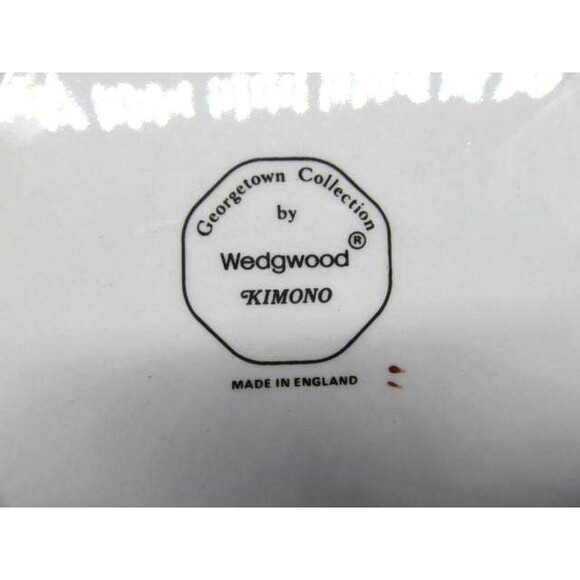 Georgetown Collection
by
Wedgwood®
KIMONO
MADE IN ENGLAND